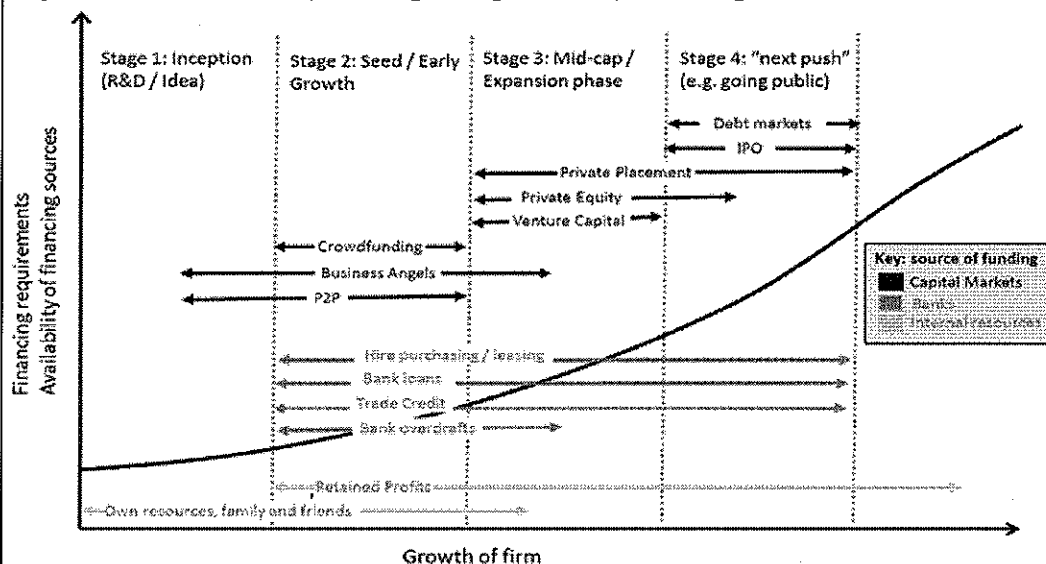 Stage 1: Inception
(R&D / Idea)
Stage 2: Seed / Early
Growth
Stage 3: Mid-cap /
Expansion phase
Stage 4: "next push"
(e.g. going public)
Debt markets
IPO
Private Placement
Private Equity
Venture Capital
Crowdfunding
Business Angels
P2P
Hire purchasing / leasing
Bank loans
Trade Credit
Bank overdrafts
Retained Profits
Own resources, family and friends
Key: source of funding
Capital Markets
Banks
Internal resources
Financing requirements
Availability of financing sources
Growth of firm